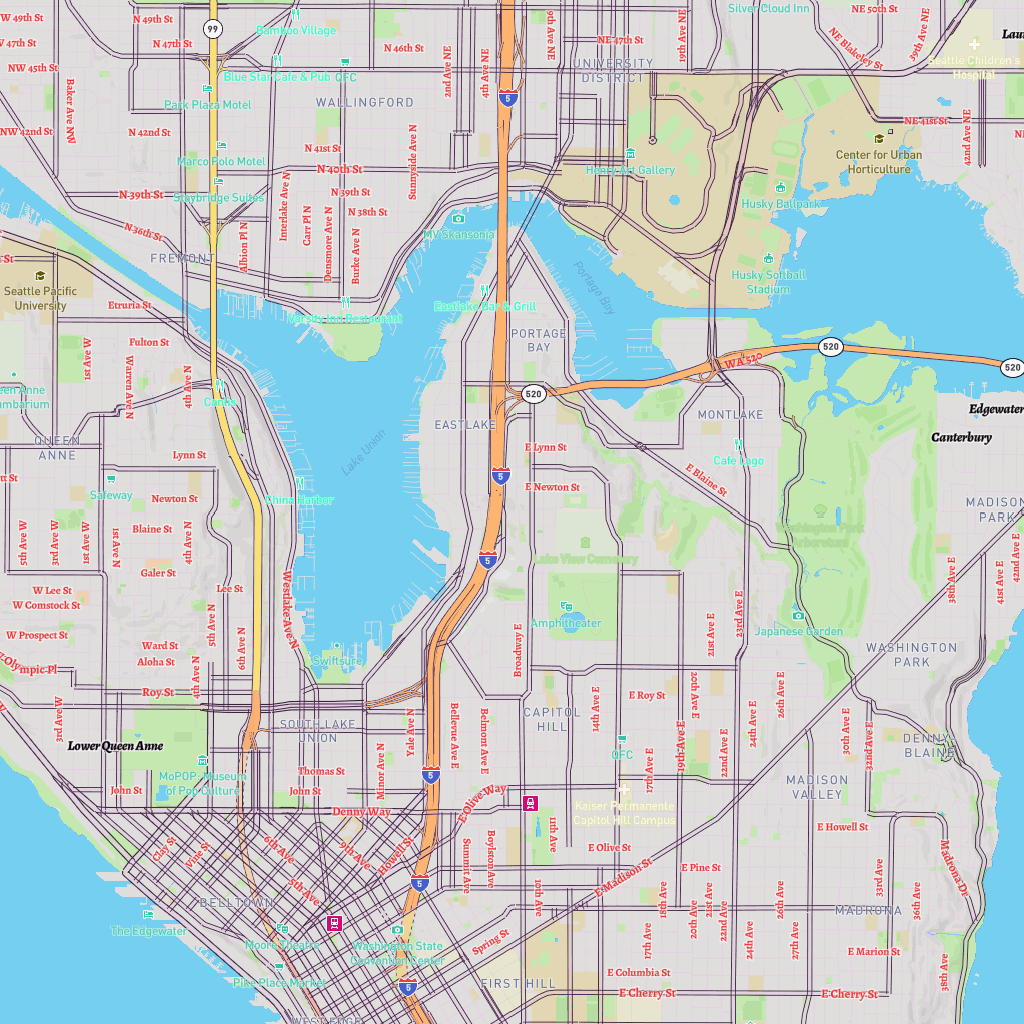 W 49th St
N 49th St
99
Bamboo Village
9th Ave NE
19th Ave NE
Silver Cloud Inn
NE 50th St
39th Ave NE
N 47th St
N 46th St
NE 47th St
NE Blakeley St
NW 45th St
2nd Ave NE
4th Ave NE
UNIVERSITY
DISTRICT
Seattle Children's
Hospital
Blue Star Cafe & Pub
QFC
Baker Ave NW
Park Plaza Motel
WALLINGFORD
5
NW 42nd St
N 42nd St
NE 41st St
42nd Ave NE
Marco Polo Motel
N 41st St
Sunnyside Ave N
Center for Urban
Horticulture
N 40th St
Henry Art Gallery
N 39th St
Staybridge Suites
Interlake Ave N
N 39th St
Husky Ballpark
N 38th St
Carr Pl N
Densmore Ave N
Burke Ave N
MV Skansonia
N 36th St
Albion Pl N
FREMONT
Husky Softball
Stadium
Portage Bay
Seattle Pacific
University
Etruria St
Eastlake Bar & Grill
Varsity Inn Restaurant
PORTAGE
BAY
Fulton St
1st Ave W
Warren Ave N
4th Ave N
WA 520
520
520
520
Canlis
EASTLAKE
MONTLAKE
Edgewater
QUEEN
ANNE
Canterbury
Lake Union
Lynn St
E Lynn St
Cafe Lago
Safeway
5
E Blaine St
Newton St
China Harbor
E Newton St
MADISON
PARK
Washington Park
Arboretum
5th Ave W
3rd Ave W
1st Ave W
1st Ave N
Blaine St
4th Ave N
5
Lake View Cemetery
Galer St
38th Ave E
41st Ave E
42nd Ave E
W Lee St
Lee St
W Comstock St
Westlake Ave N
Amphitheater
Japanese Garden
W Prospect St
5th Ave N
6th Ave N
Broadway E
21st Ave E
23rd Ave E
Ward St
Aloha St
Swiftsure
WASHINGTON
PARK
Olympic Pl
4th Ave N
Roy St
14th Ave E
E Roy St
20th Ave E
26th Ave E
3rd Ave W
SOUTH LAKE
UNION
Yale Ave N
Bellevue Ave E
Belmont Ave E
CAPITOL
HILL
19th Ave E
22nd Ave E
24th Ave E
30th Ave E
32nd Ave E
Lower Queen Anne
DENNY-
BLAINE
QFC
MoPOP- Museum
of Pop Culture
Thomas St
Minor Ave N
5
17th Ave E
MADISON
VALLEY
John St
John St
E Olive Way
Kaiser Permanente
Capitol Hill Campus
Denny Way
E Howell St
11th Ave
Clay St
Vine St
6th Ave
9th Ave
Howell St
Summit Ave
Boylston Ave
E Olive St
E Pine St
Madrona Dr
5
E Madison St
5th Ave
10th Ave
18th Ave
20th Ave
21st Ave
22nd Ave
26th Ave
33rd Ave
36th Ave
BELLTOWN
MADRONA
The Edgewater
Moore Theatre
Washington State
Convention Center
Spring St
17th Ave
24th Ave
27th Ave
E Marion St
Pike Place Market
E Columbia St
38th Ave
5
FIRST HILL
E Cherry St
E Cherry St
WEST EDGE